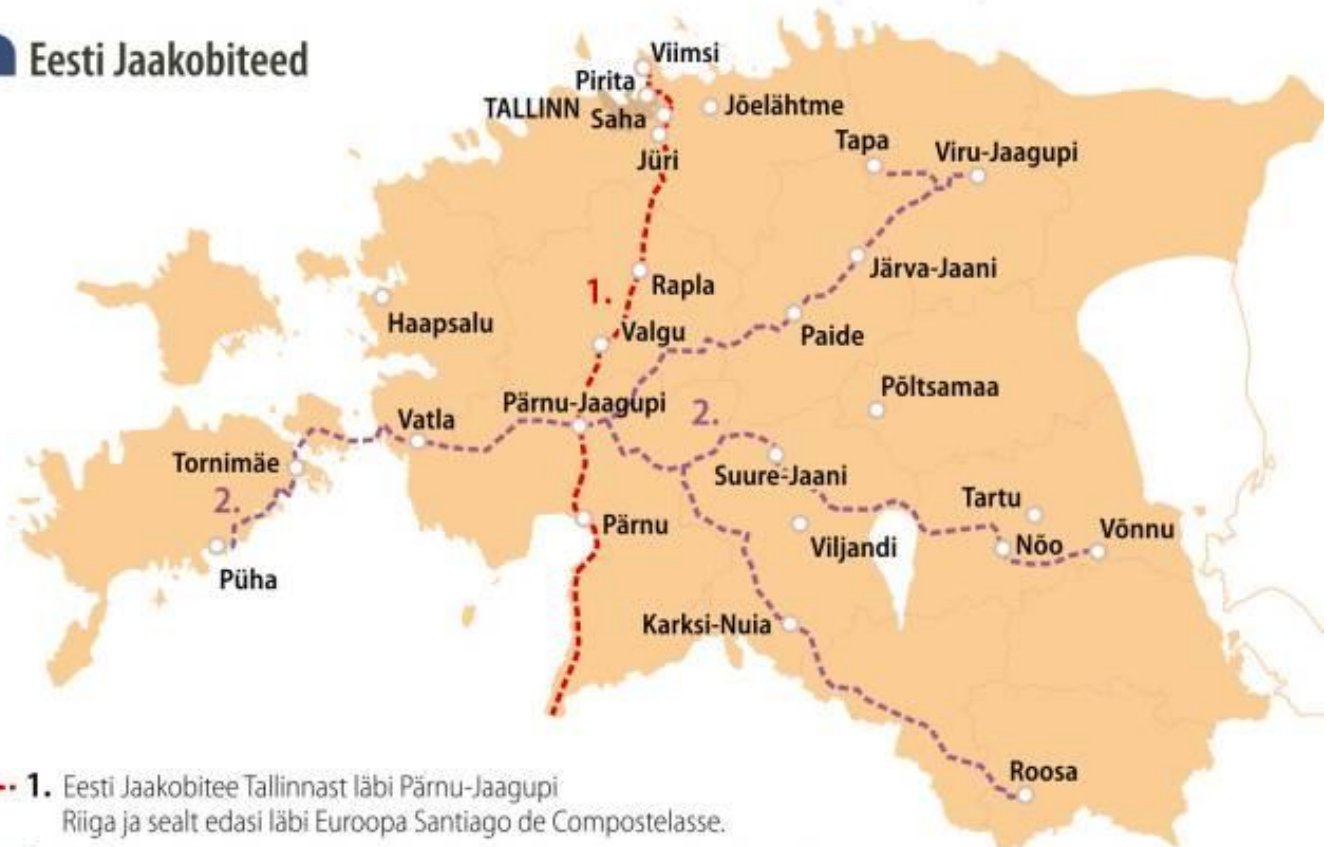 Eesti Jaakobiteed
Viimsi
Pirita
TALLINN
Saha
Jõelähtme
Jüri
Tapa
Viru-Jaagupi
Järva-Jaani
Rapla
1.
Haapsalu
Valgu
Paide
Põltsamaa
Pärnu-Jaagupi
2.
Vatla
Tornimäe
2.
Suure-Jaani
Tartu
Pärnu
Viljandi
Nõo
Võnnu
Püha
Karksi-Nuia
Roosa
1. Eesti Jaakobitee Tallinnast läbi Pärnu-Jaagupi
Riiga ja sealt edasi läbi Euroopa Santiago de Compostelasse.